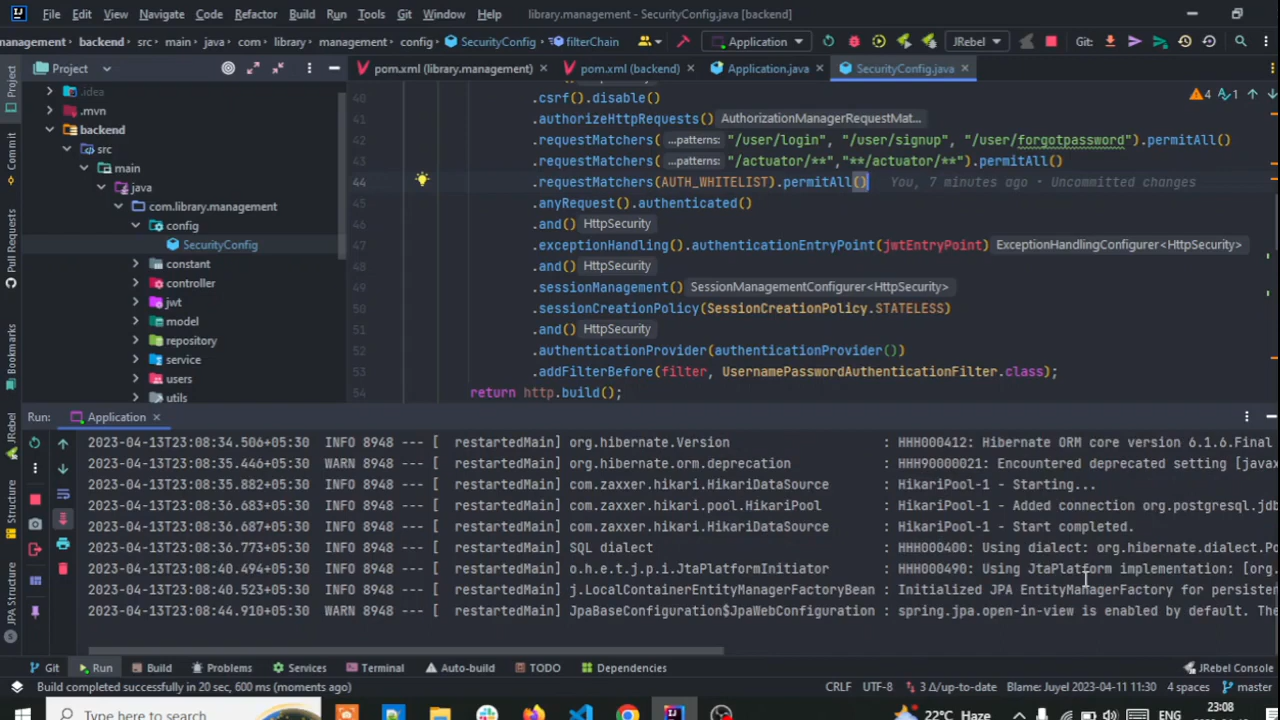 File Edit View Navigate Code Refactor Build Run Tools Git Window Help library.management - SecurityConfig.java [backend]
management backend src main java com library management config SecurityConfig filterChain Application JRebel Git:
Project pom.xml (library.management) pom.xml (backend) Application.java SecurityConfig.java
.idea
.mvn
backend
src
main
java
com.library.management
config
SecurityConfig
constant
controller
jwt
model
repository
service
users
utils
Project
Commit
Pull Requests
Bookmarks
JRebel
Structure
JPA Structure
4 1
40 .csrf().disable()
41 .authorizeHttpRequests() AuthorizationManagerRequestMat...
42 .requestMatchers( ...patterns: "/user/login", "/user/signup", "/user/forgotpassword").permitAll()
43 .requestMatchers( ...patterns: "/actuator/**","**/actuator/**").permitAll()
44 .requestMatchers(AUTH_WHITELIST).permitAll() You, 7 minutes ago • Uncommitted changes
45 .anyRequest().authenticated()
46 .and() HttpSecurity
47 .exceptionHandling().authenticationEntryPoint(jwtEntryPoint) ExceptionHandlingConfigurer<HttpSecurity>
48 .and() HttpSecurity
49 .sessionManagement() SessionManagementConfigurer<HttpSecurity>
50 .sessionCreationPolicy(SessionCreationPolicy.STATELESS)
51 .and() HttpSecurity
52 .authenticationProvider(authenticationProvider())
53 .addFilterBefore(filter, UsernamePasswordAuthenticationFilter.class);
54 return http.build();
Run: Application
2023-04-13T23:08:34.506+05:30 INFO 8948 --- [ restartedMain] org.hibernate.Version : HHH000412: Hibernate ORM core version 6.1.6.Final
2023-04-13T23:08:35.446+05:30 WARN 8948 --- [ restartedMain] org.hibernate.orm.deprecation : HHH90000021: Encountered deprecated setting [javax
2023-04-13T23:08:35.882+05:30 INFO 8948 --- [ restartedMain] com.zaxxer.hikari.HikariDataSource : HikariPool-1 - Starting...
2023-04-13T23:08:36.683+05:30 INFO 8948 --- [ restartedMain] com.zaxxer.hikari.pool.HikariPool : HikariPool-1 - Added connection org.postgresql.jdb
2023-04-13T23:08:36.687+05:30 INFO 8948 --- [ restartedMain] com.zaxxer.hikari.HikariDataSource : HikariPool-1 - Start completed.
2023-04-13T23:08:36.773+05:30 INFO 8948 --- [ restartedMain] SQL dialect : HHH000400: Using dialect: org.hibernate.dialect.Po
2023-04-13T23:08:40.494+05:30 INFO 8948 --- [ restartedMain] o.h.e.t.j.p.i.JtaPlatformInitiator : HHH000490: Using JtaPlatform implementation: [org.
2023-04-13T23:08:40.523+05:30 INFO 8948 --- [ restartedMain] j.LocalContainerEntityManagerFactoryBean : Initialized JPA EntityManagerFactory for persiste
2023-04-13T23:08:44.910+05:30 WARN 8948 --- [ restartedMain] JpaBaseConfiguration$JpaWebConfiguration : spring.jpa.open-in-view is enabled by default. The
Git Run Build Problems Services Terminal Auto-build TODO Dependencies JRebel Console
Build completed successfully in 20 sec, 600 ms (moments ago) CRLF UTF-8 3 Δ/up-to-date Blame: Juyel 2023-04-11 11:30 4 spaces master
Type here to search 22°C Haze ENG 23:08